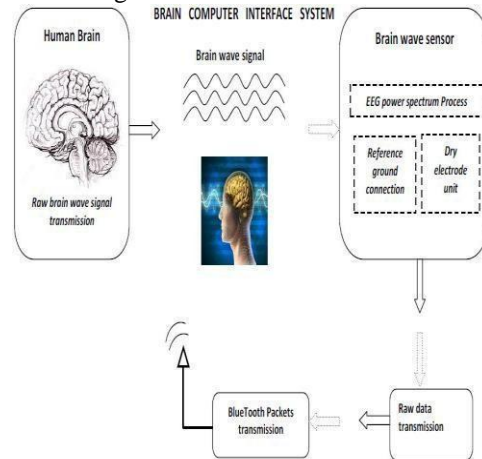 BRAIN COMPUTER INTERFACE SYSTEM
Human Brain
Raw brain wave signal
transmission
Brain wave signal
Brain wave sensor
EEG power spectrum Process
Reference
ground
connection
Dry
electrode
unit
BlueTooth Packets
transmission
Raw data
transmission